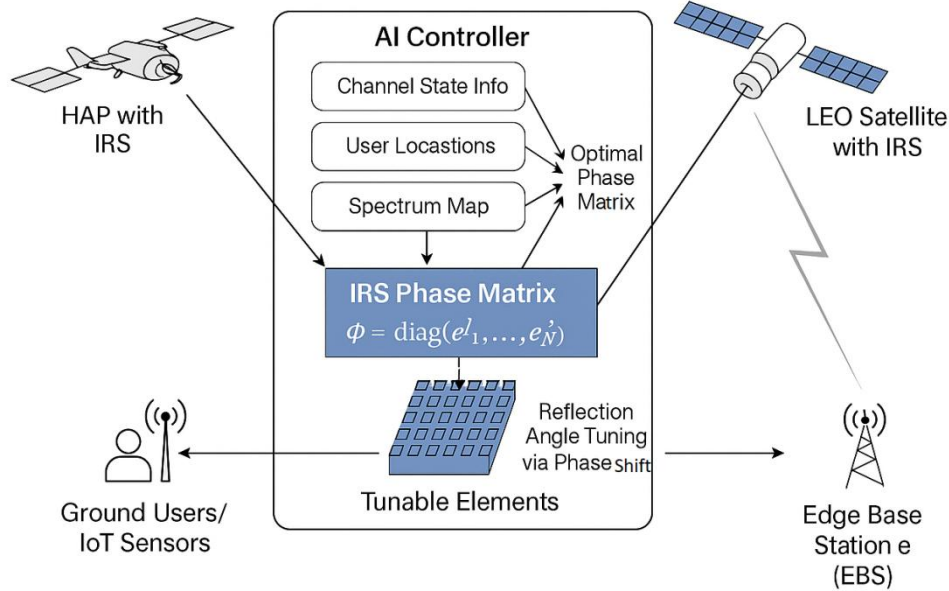 AI Controller
Channel State Info
User Locastions
Spectrum Map
Optimal
Phase
Matrix
HAP with
IRS
LEO Satellite
with IRS
IRS Phase Matrix
Φ = diag(eʲ₁,…,e’N)
Reflection
Angle Tuning
via Phase Shift
Tunable Elements
Ground Users/
IoT Sensors
Edge Base
Station e
(EBS)